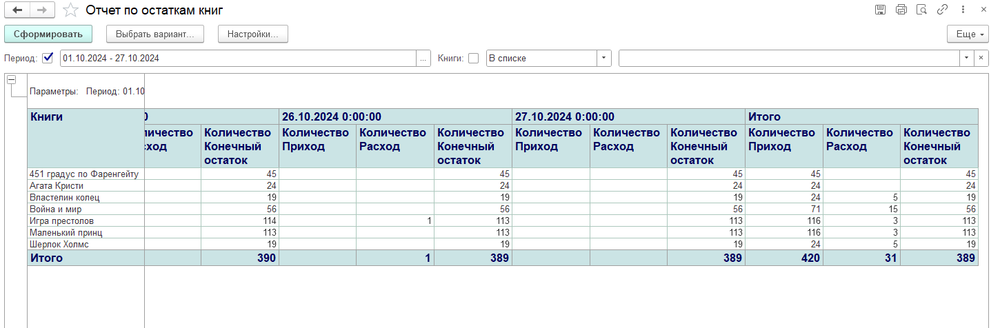 Отчет по остаткам книг
Сформировать Выбрать вариант... Настройки... Еще
Период: 01.10.2024 - 27.10.2024 ... Книги: В списке
Параметры: Период: 01.10
Книги 0 26.10.2024 0:00:00 27.10.2024 0:00:00 Итого
личество Количество Количество Количество Количество Количество Количество Количество Количество Количество Количество
сход Конечный Приход Расход Конечный Приход Расход Конечный Приход Расход Конечный
остаток остаток остаток остаток
451 градус по Фаренгейту 45 45 45 45 45
Агата Кристи 24 24 24 24 24
Властелин колец 19 19 19 24 5 19
Война и мир 56 56 56 71 15 56
Игра престолов 114 1 113 113 116 3 113
Маленький принц 113 113 113 116 3 113
Шерлок Холмс 19 19 19 24 5 19
Итого 390 1 389 389 420 31 389